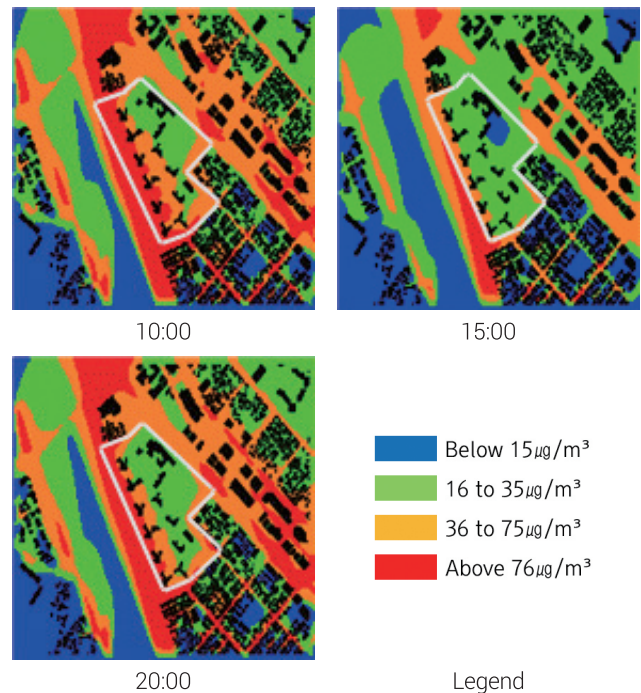 10:00
15:00
Below 15㎍/m³
16 to 35㎍/m³
36 to 75㎍/m³
Above 76㎍/m³
20:00
Legend